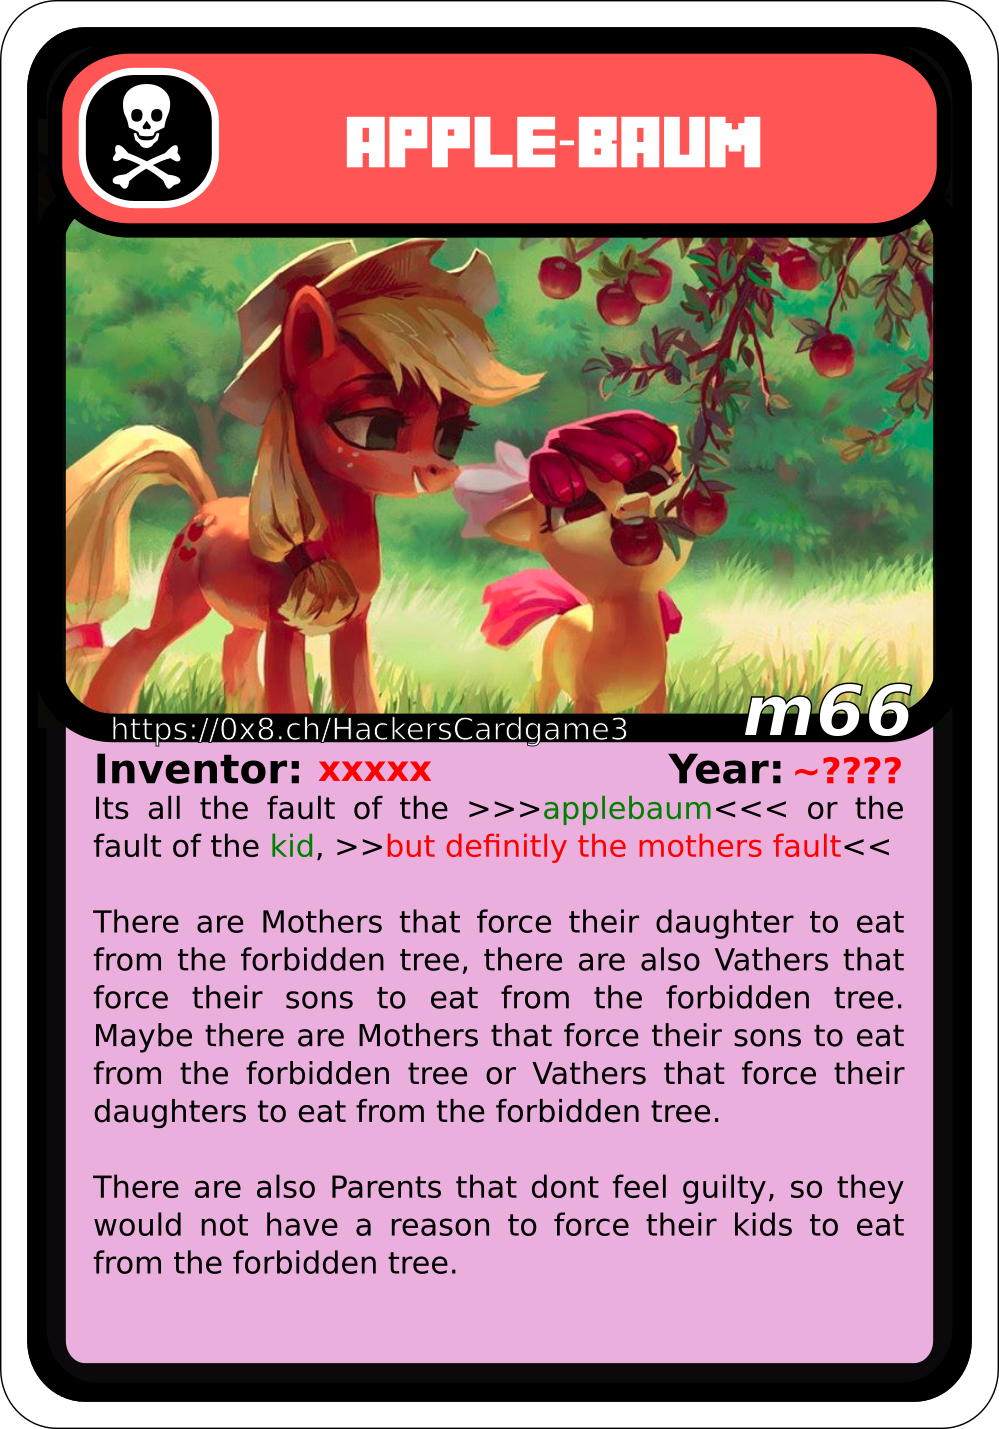 APPLE-BAUM
https://0x8.ch/HackersCardgame3
m66
Inventor: xxxxx Year: ~????
Its all the fault of the >>>applebaum<<< or the
fault of the kid, >>but definitly the mothers fault<<
There are Mothers that force their daughter to eat
from the forbidden tree, there are also Vathers that
force their sons to eat from the forbidden tree.
Maybe there are Mothers that force their sons to eat
from the forbidden tree or Vathers that force their
daughters to eat from the forbidden tree.
There are also Parents that dont feel guilty, so they
would not have a reason to force their kids to eat
from the forbidden tree.